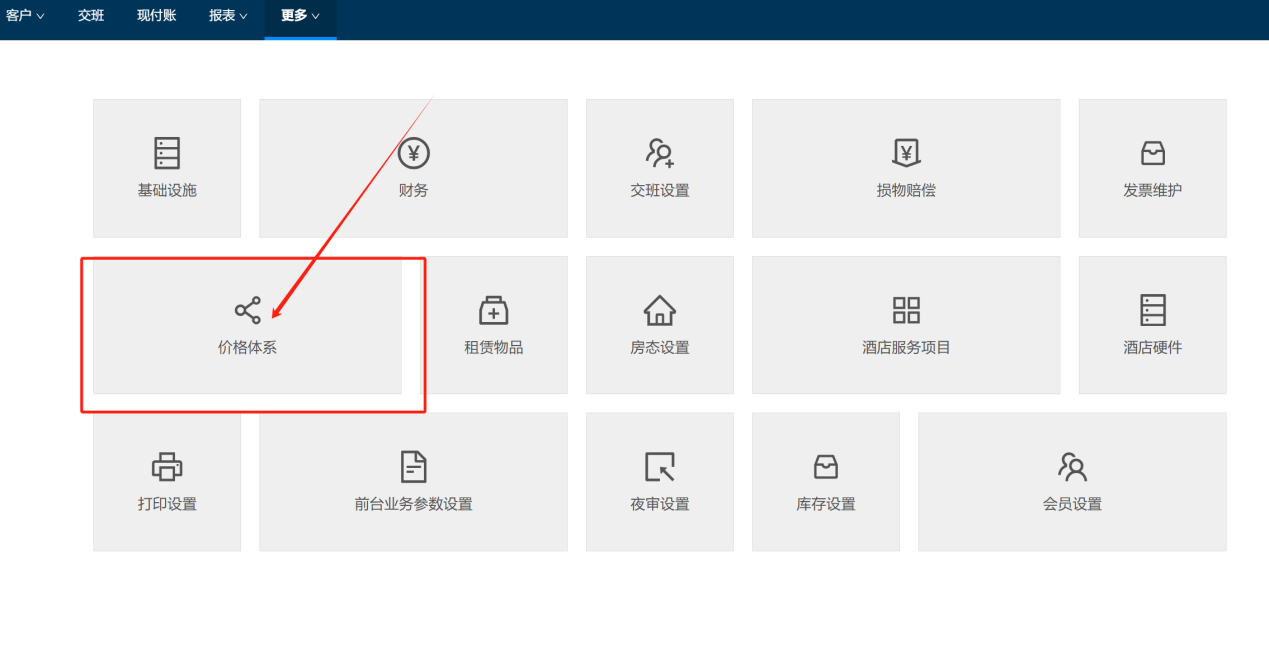 客户
交班
现付账
报表
更多
基础设施
财务
交班设置
损物赔偿
发票维护
价格体系
租赁物品
房态设置
酒店服务项目
酒店硬件
打印设置
前台业务参数设置
夜审设置
库存设置
会员设置